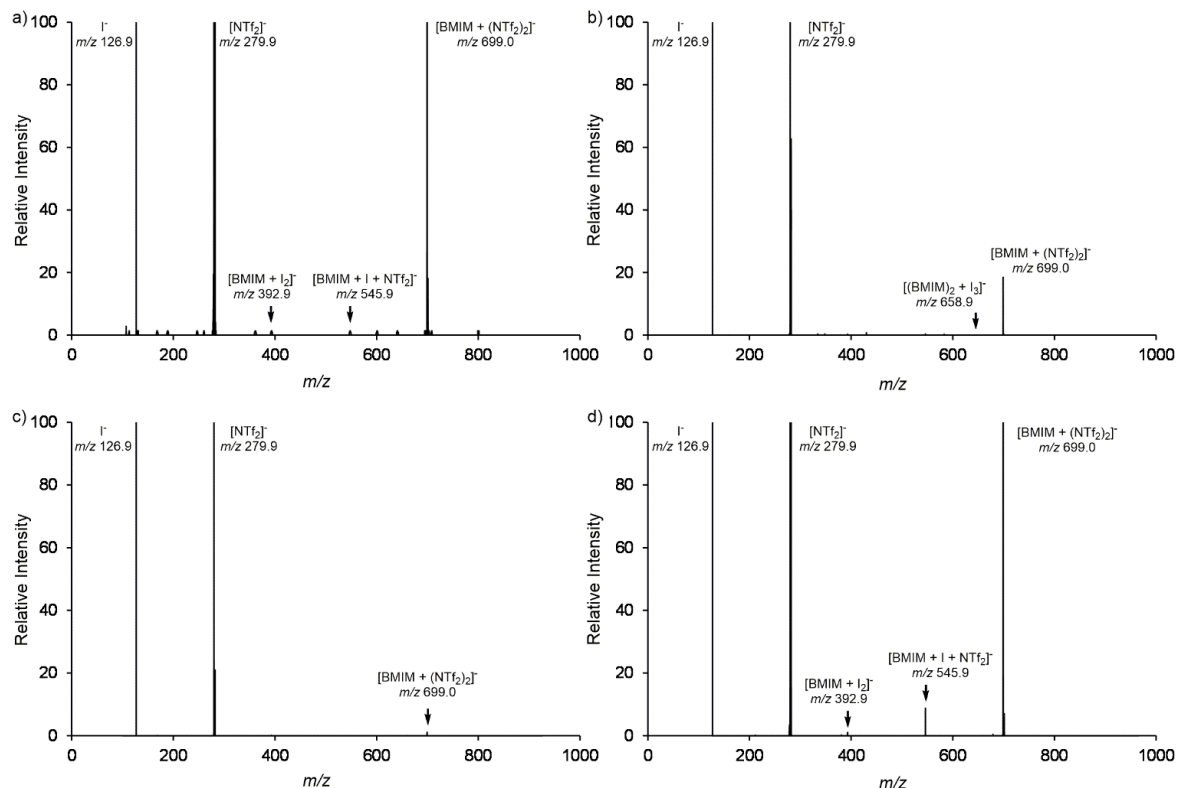 a)
I⁻
m/z 126.9
[NTf₂]⁻
m/z 279.9
[BMIM + (NTf₂)₂]⁻
m/z 699.0
[BMIM + I₂]⁻
m/z 392.9
[BMIM + I + NTf₂]⁻
m/z 545.9
Relative Intensity
100
80
60
40
20
0
0 200 400 600 800 1000
m/z
b)
I⁻
m/z 126.9
[NTf₂]⁻
m/z 279.9
[BMIM + (NTf₂)₂]⁻
m/z 699.0
[(BMIM)₂ + I₃]⁻
m/z 658.9
Relative Intensity
100
80
60
40
20
0
0 200 400 600 800 1000
m/z
c)
I⁻
m/z 126.9
[NTf₂]⁻
m/z 279.9
[BMIM + (NTf₂)₂]⁻
m/z 699.0
Relative Intensity
100
80
60
40
20
0
0 200 400 600 800 1000
m/z
d)
I⁻
m/z 126.9
[NTf₂]⁻
m/z 279.9
[BMIM + (NTf₂)₂]⁻
m/z 699.0
[BMIM + I + NTf₂]⁻
m/z 545.9
[BMIM + I₂]⁻
m/z 392.9
Relative Intensity
100
80
60
40
20
0
0 200 400 600 800 1000
m/z